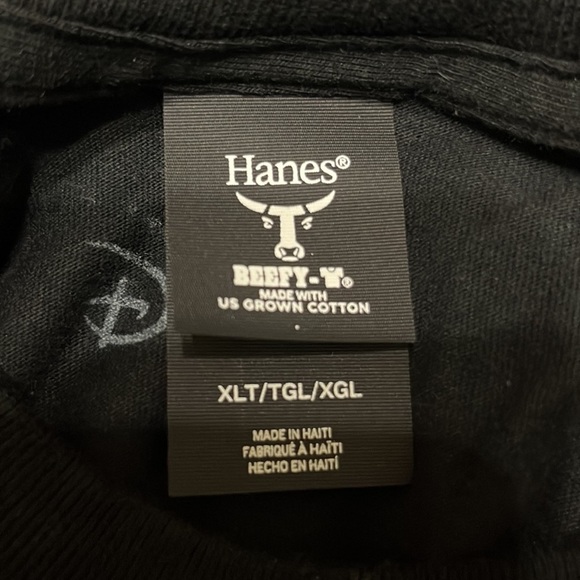 Hanes®
BEEFY-T®
MADE WITH
US GROWN COTTON
XLT/TGL/XGL
MADE IN HAITI
FABRIQUÉ À HAÏTI
HECHO EN HAITÍ